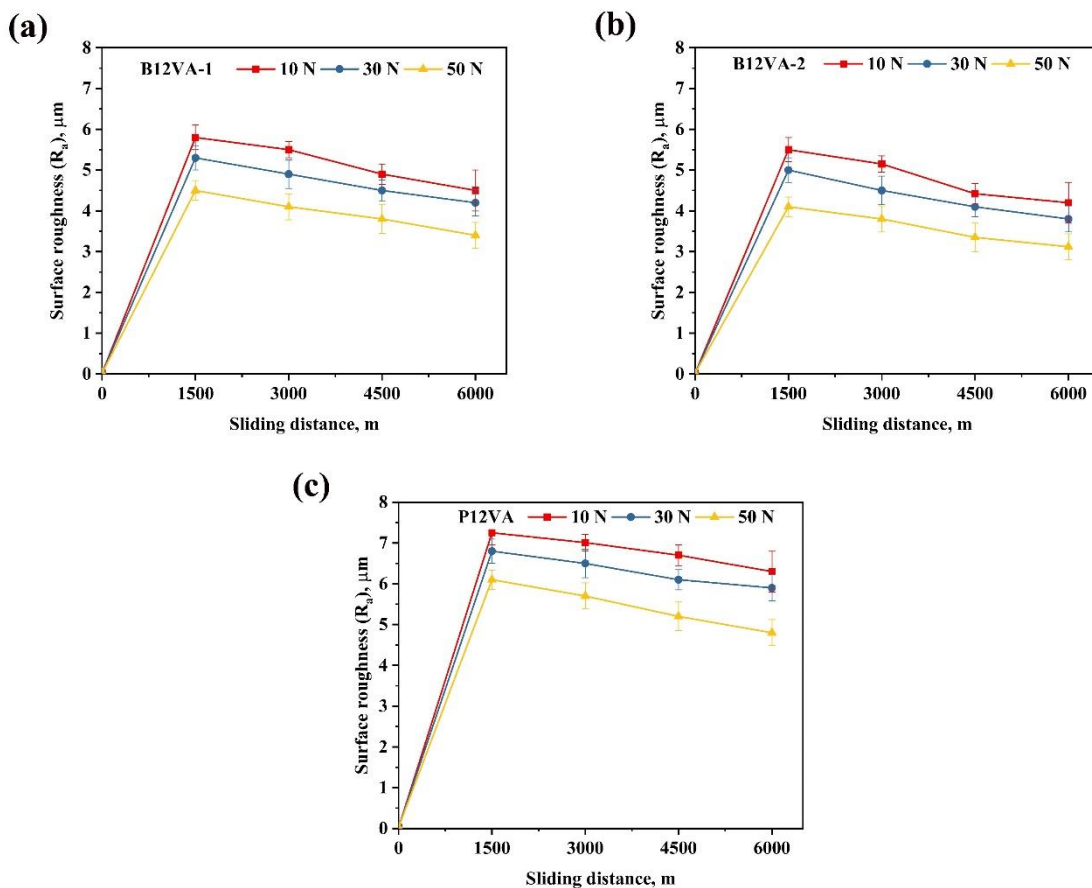 (a)
B12VA-1 10 N 30 N 50 N
Surface roughness (Ra), μm
8
7
6
5
4
3
2
1
0
0 1500 3000 4500 6000
Sliding distance, m
(b)
B12VA-2 10 N 30 N 50 N
Surface roughness (Ra), μm
8
7
6
5
4
3
2
1
0
0 1500 3000 4500 6000
Sliding distance, m
(c)
P12VA 10 N 30 N 50 N
Surface roughness (Ra), μm
8
7
6
5
4
3
2
1
0
0 1500 3000 4500 6000
Sliding distance, m